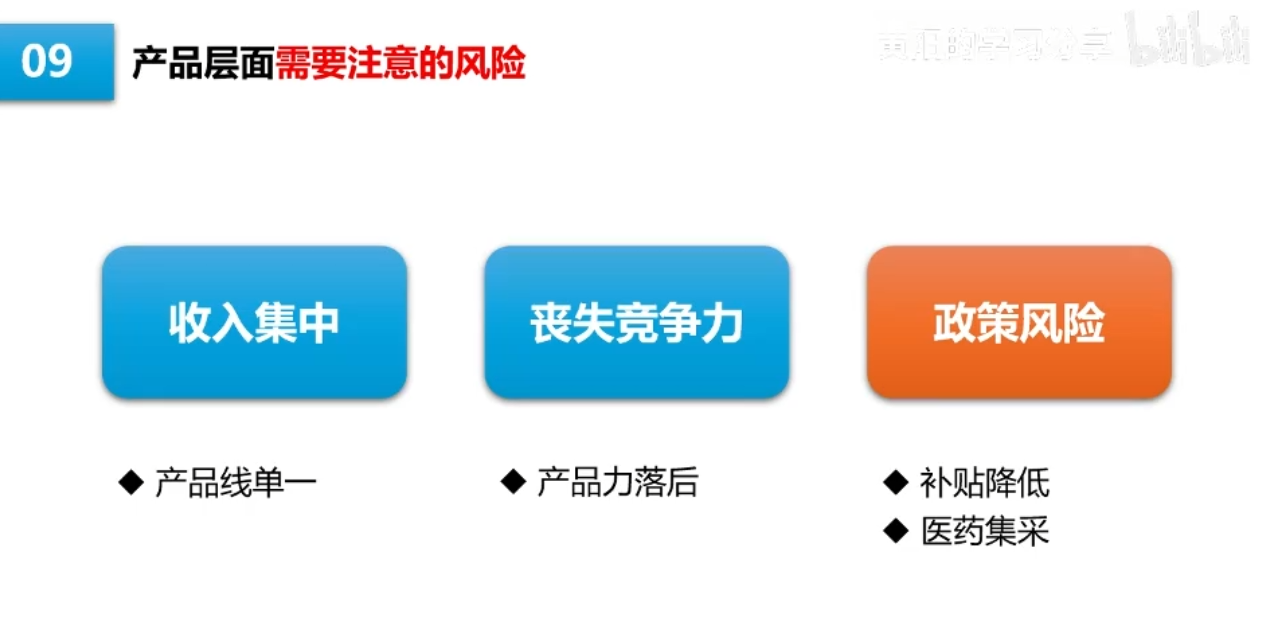 09
产品层面需要注意的风险
bilibili
收入集中
丧失竞争力
政策风险
◆ 产品线单一
◆ 产品力落后
◆ 补贴降低
◆ 医药集采